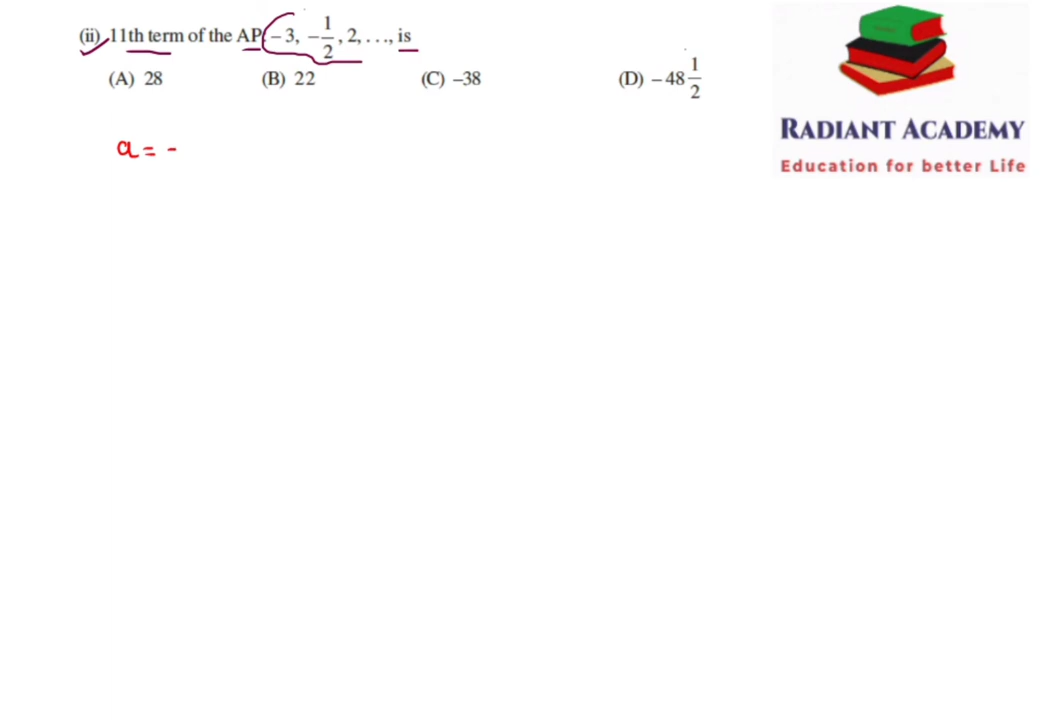 (ii) 11th term of the AP: – 3, –1/2, 2, . . ., is
(A) 28 (B) 22 (C) –38 (D) –48 1/2
a = -
RADIANT ACADEMY
Education for better Life